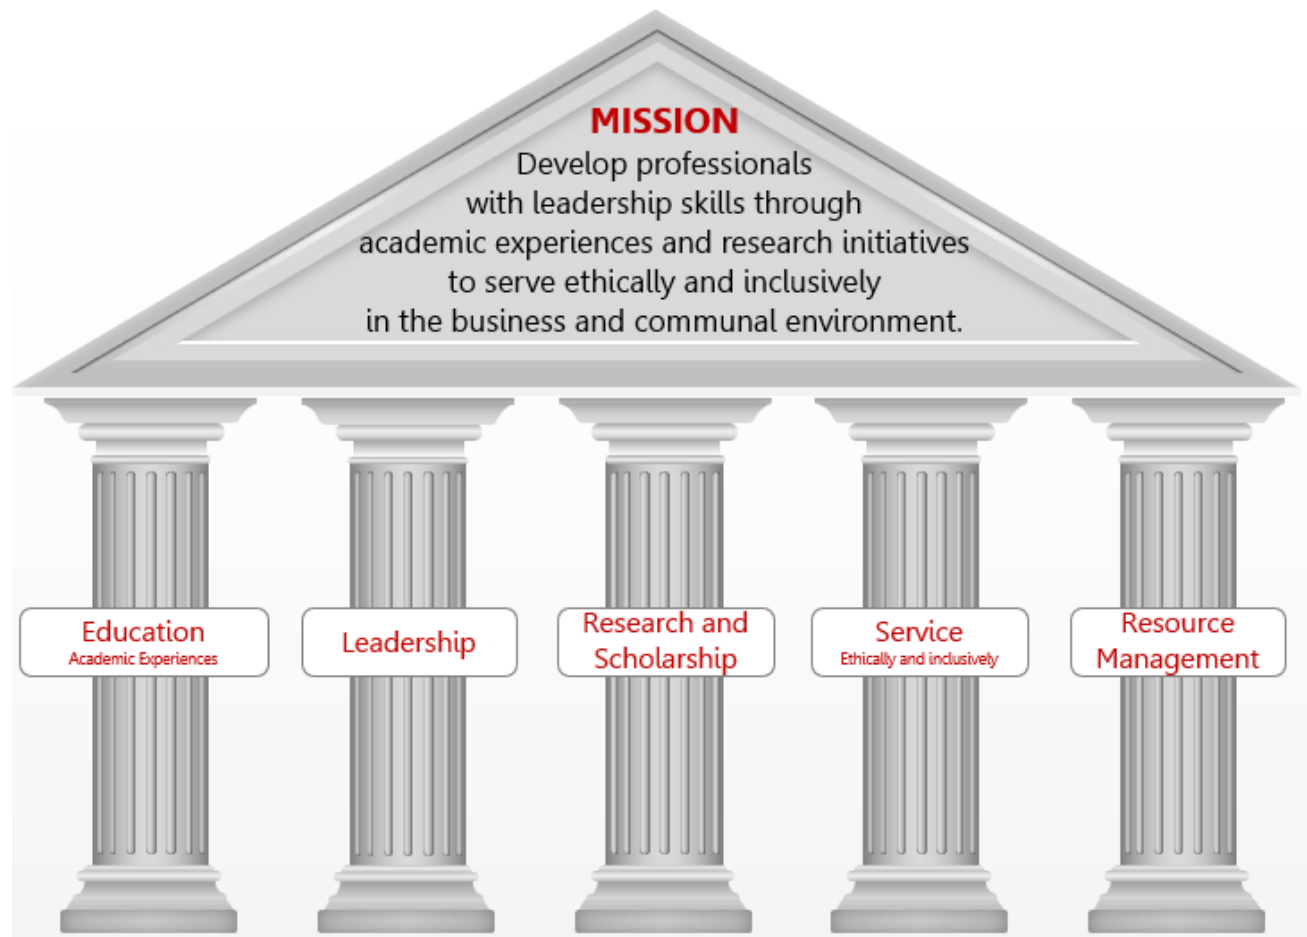 MISSION
Develop professionals
with leadership skills through
academic experiences and research initiatives
to serve ethically and inclusively
in the business and communal environment.
Education
Academic Experiences
Leadership
Research and
Scholarship
Service
Ethically and inclusively
Resource
Management